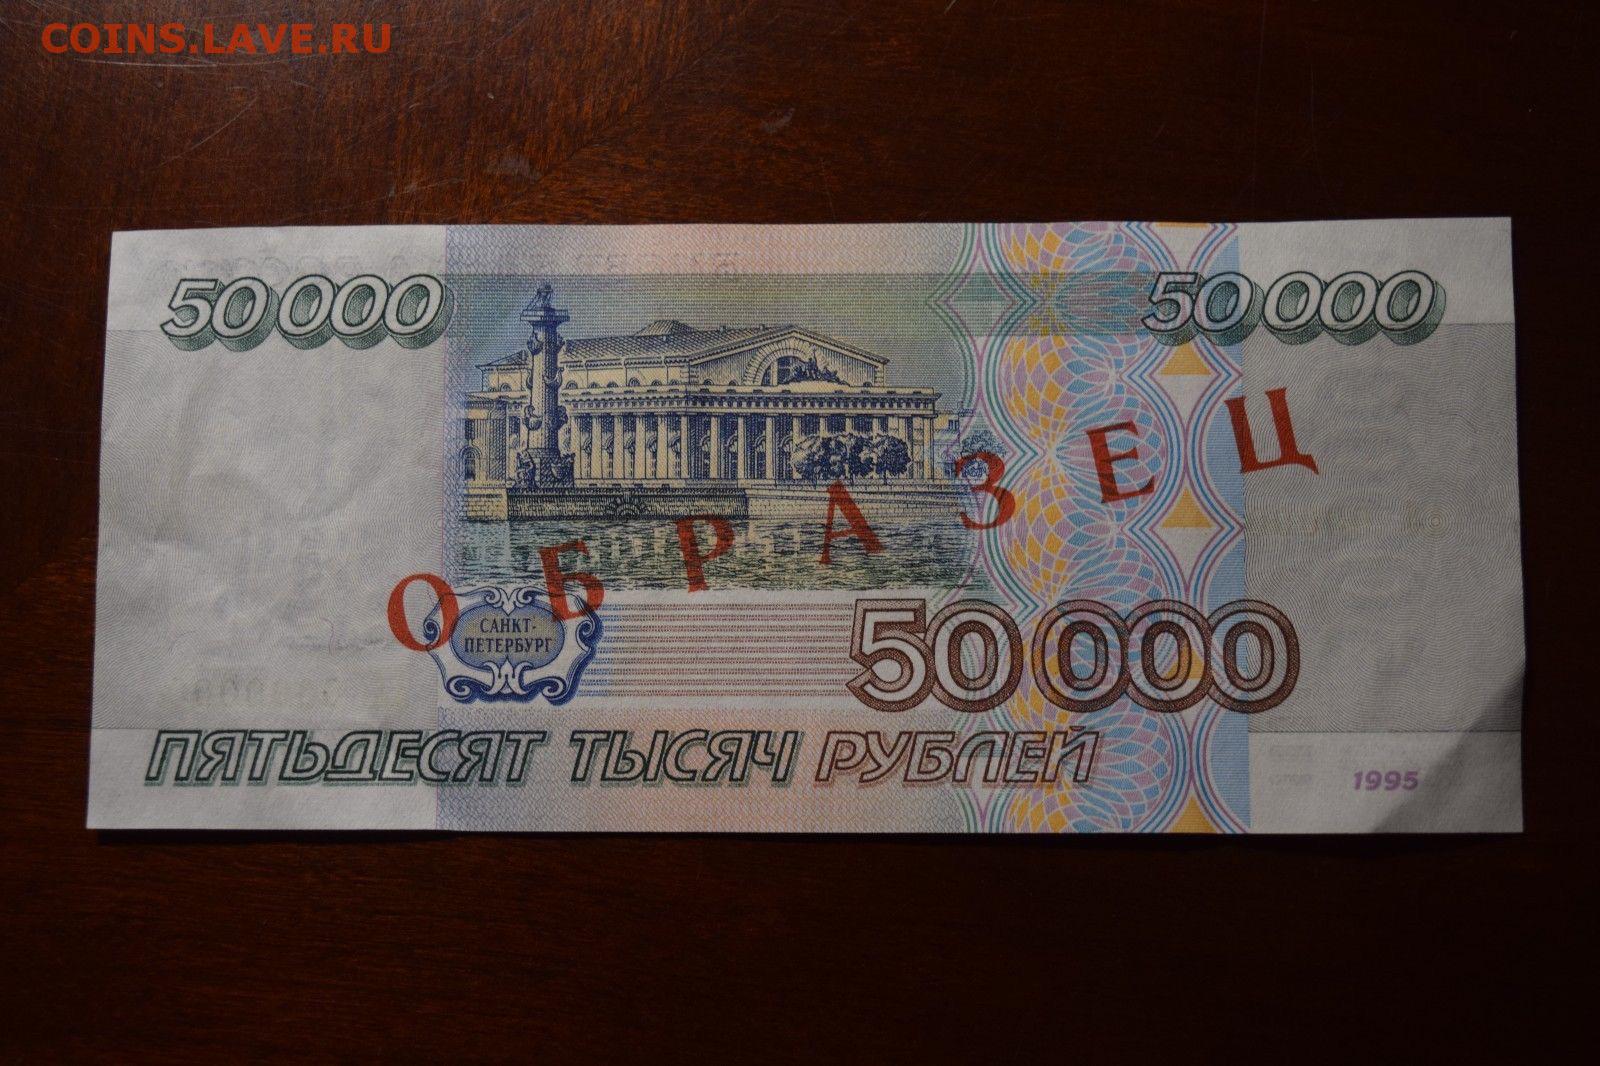 COINS.LAVE.RU
50 000 50 000
ОБРАЗЕЦ
САНКТ-
ПЕТЕРБУРГ
50 000
ПЯТЬДЕСЯТ ТЫСЯЧ РУБЛЕЙ
1995